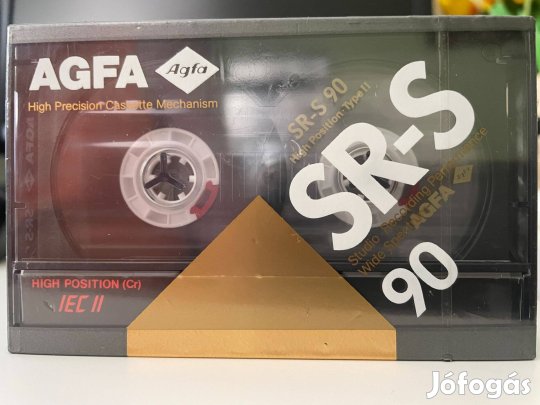 AGFA
Agfa
High Precision Cassette Mechanism
SR-S 90
High Position Type II
SR-S
90
Studio Recording Performance
Wide Spect AGFA
HIGH POSITION (Cr)
IEC II
Jófogás